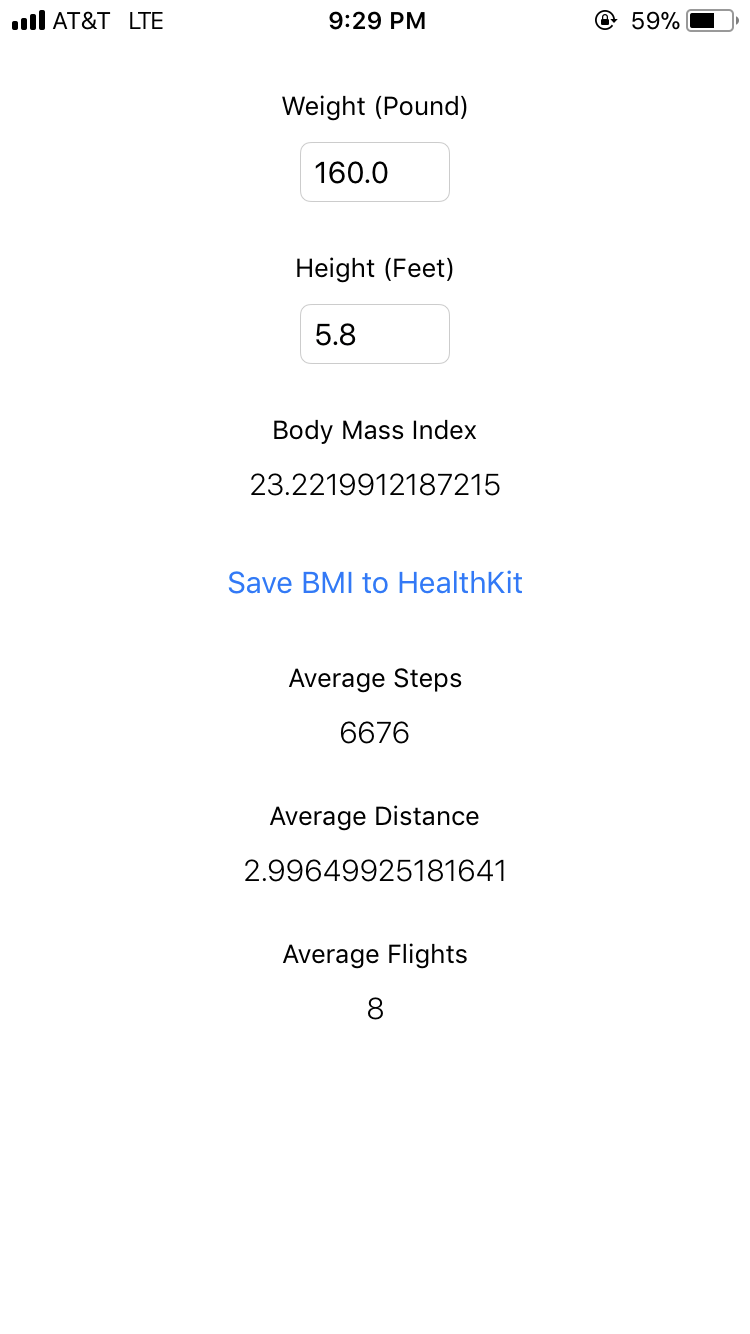 AT&T LTE 9:29 PM 59%
Weight (Pound)
160.0
Height (Feet)
5.8
Body Mass Index
23.2219912187215
Save BMI to HealthKit
Average Steps
6676
Average Distance
2.99649925181641
Average Flights
8